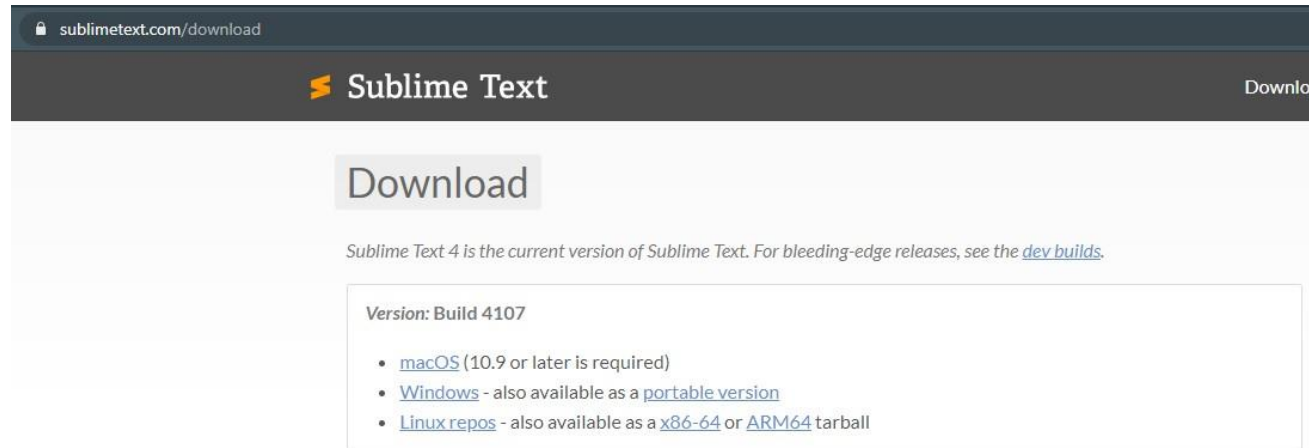 sublimetext.com/download
Sublime Text
Downlo
Download
Sublime Text 4 is the current version of Sublime Text. For bleeding-edge releases, see the dev builds.
Version: Build 4107
• macOS (10.9 or later is required)
• Windows - also available as a portable version
• Linux repos - also available as a x86-64 or ARM64 tarball